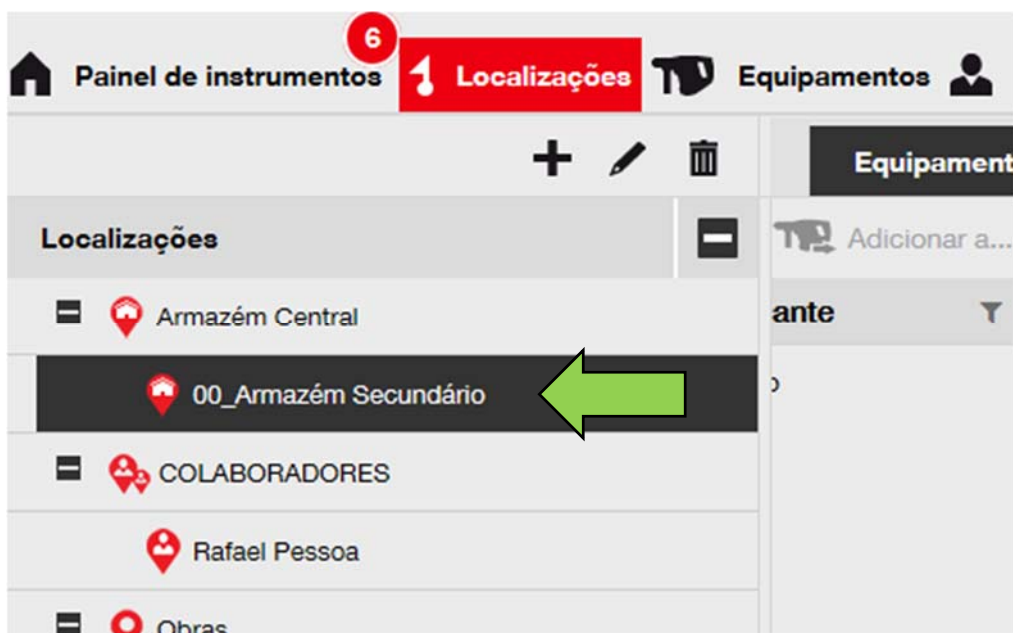 6
Painel de instrumentos Localizações Equipamentos
Equipament
Localizações
Adicionar a...
Armazém Central
ante
00_Armazém Secundário
o
COLABORADORES
Rafael Pessoa
Obras